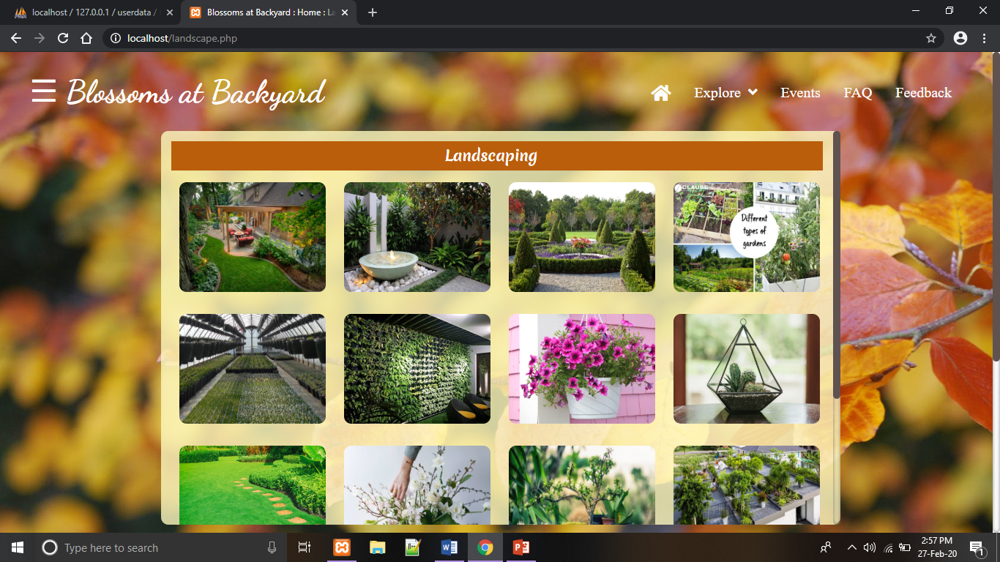 localhost / 127.0.0.1 / userdata /
Blossoms at Backyard : Home : La
localhost/landscape.php
Blossoms at Backyard
Explore
Events
FAQ
Feedback
Landscaping
CLAUSE
Different
types of
gardens
Type here to search
2:57 PM
27-Feb-20
1